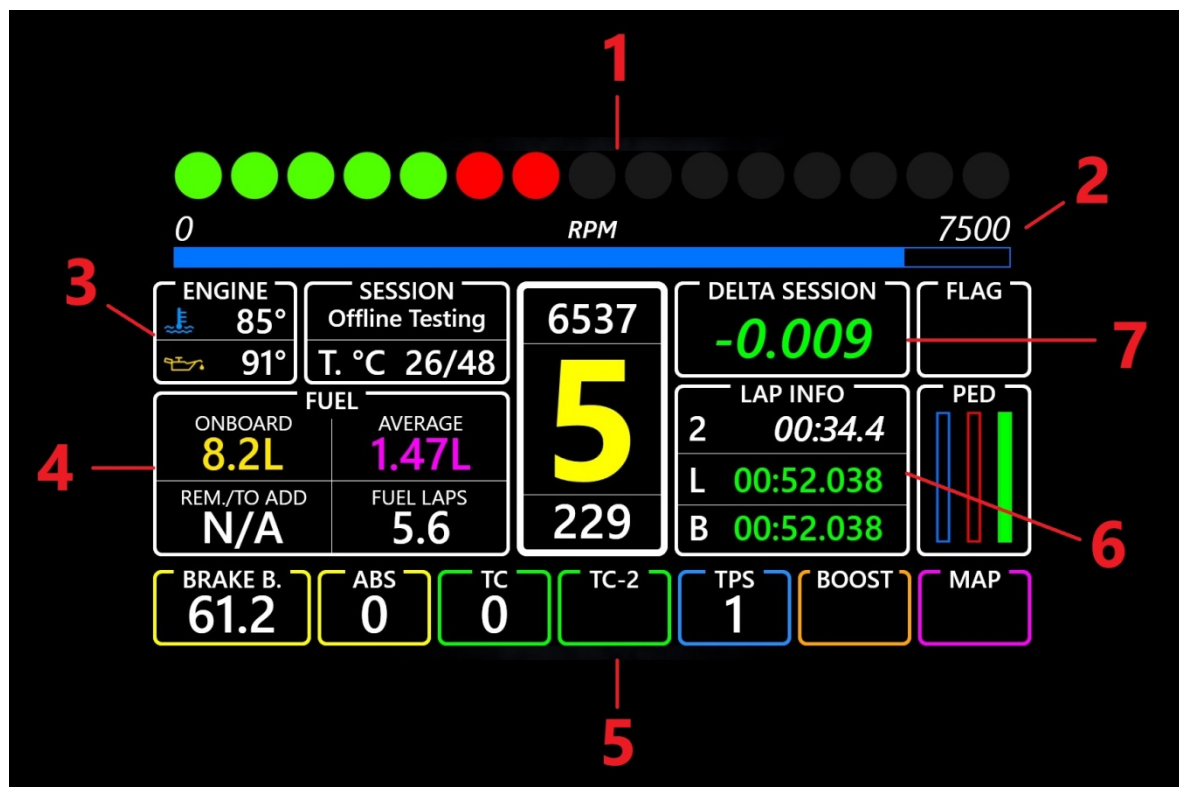 1
0 RPM 7500
2
3
ENGINE
85°
91°
SESSION
Offline Testing
T. °C 26/48
6537
5
229
DELTA SESSION
-0.009
FLAG
7
4
FUEL
ONBOARD AVERAGE
8.2L 1.47L
REM./TO ADD FUEL LAPS
N/A 5.6
LAP INFO
2 00:34.4
L 00:52.038
B 00:52.038
PED
6
BRAKE B. ABS TC TC-2 TPS BOOST MAP
61.2 0 0 1
5